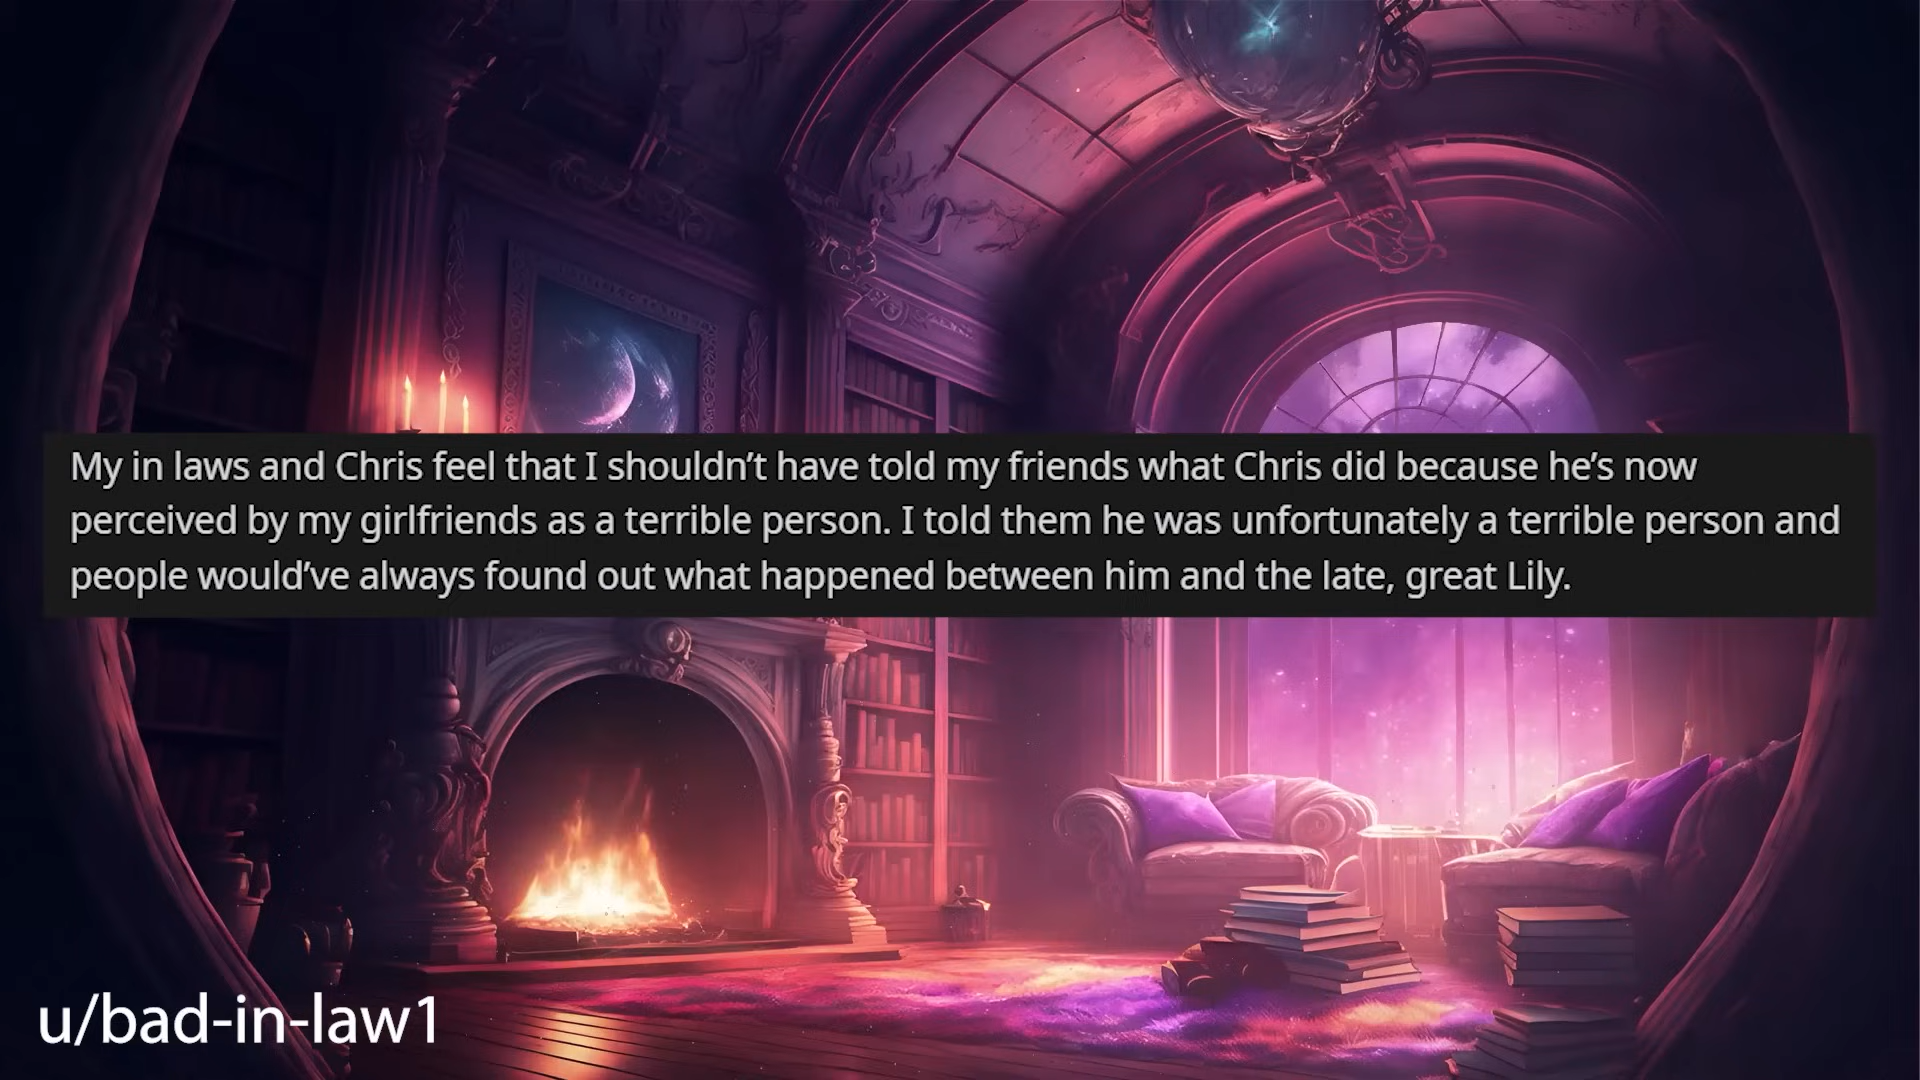 My in laws and Chris feel that I shouldn’t have told my friends what Chris did because he’s now
perceived by my girlfriends as a terrible person. I told them he was unfortunately a terrible person and
people would’ve always found out what happened between him and the late, great Lily.
u/bad-in-law1